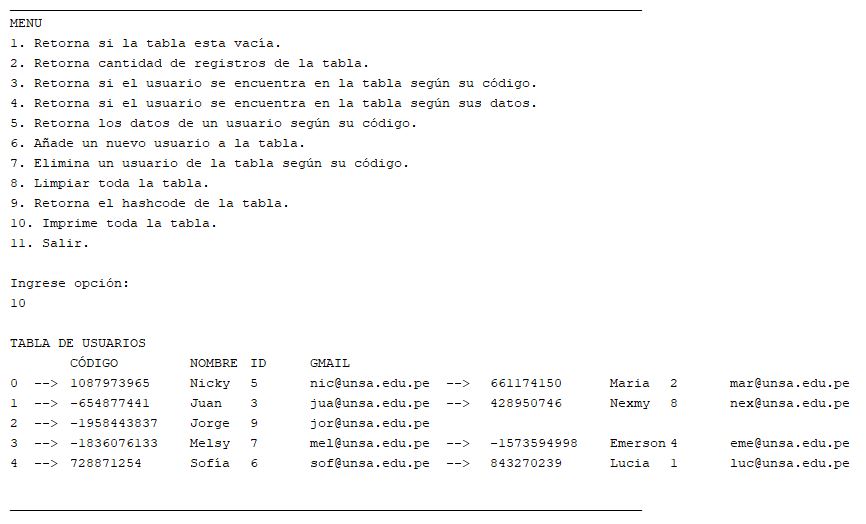 MENU
1. Retorna si la tabla esta vacía.
2. Retorna cantidad de registros de la tabla.
3. Retorna si el usuario se encuentra en la tabla según su código.
4. Retorna si el usuario se encuentra en la tabla según sus datos.
5. Retorna los datos de un usuario según su código.
6. Añade un nuevo usuario a la tabla.
7. Elimina un usuario de la tabla según su código.
8. Limpiar toda la tabla.
9. Retorna el hashcode de la tabla.
10. Imprime toda la tabla.
11. Salir.
Ingrese opción:
10
TABLA DE USUARIOS
CÓDIGO NOMBRE ID GMAIL
0 --> 1087973965 Nicky 5 nic@unsa.edu.pe --> 661174150 Maria 2 mar@unsa.edu.pe
1 --> -654877441 Juan 3 jua@unsa.edu.pe --> 428950746 Nexmy 8 nex@unsa.edu.pe
2 --> -1958443837 Jorge 9 jor@unsa.edu.pe
3 --> -1836076133 Melsy 7 mel@unsa.edu.pe --> -1573594998 Emerson 4 eme@unsa.edu.pe
4 --> 728871254 Sofía 6 sof@unsa.edu.pe --> 843270239 Lucia 1 luc@unsa.edu.pe